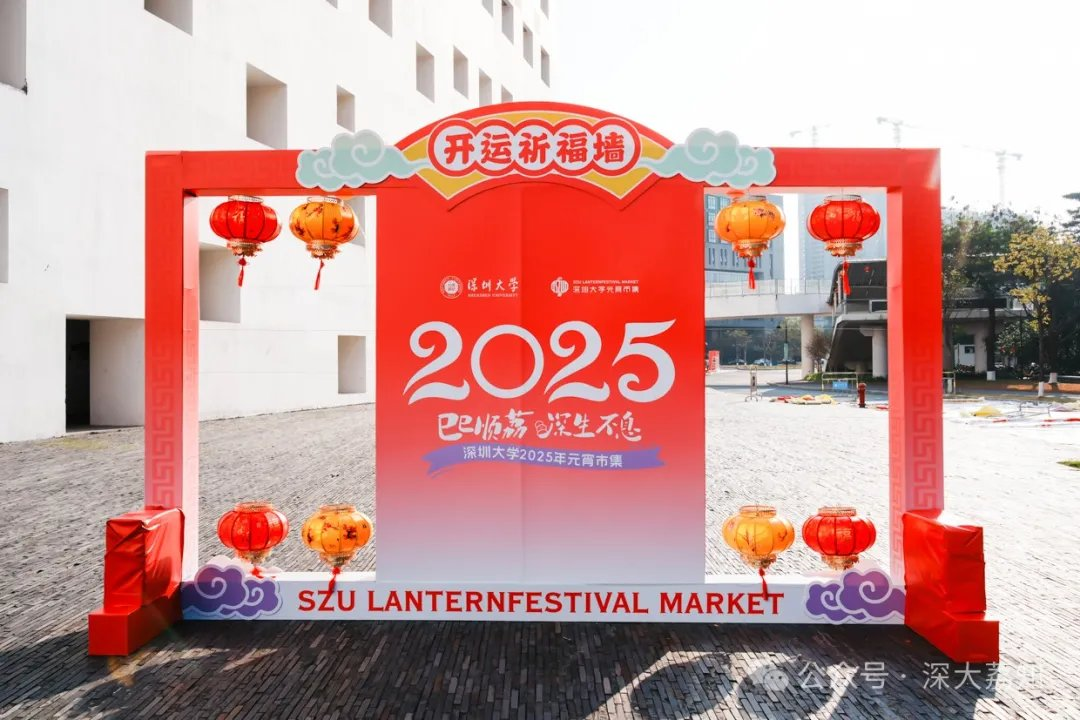 开运祈福墙
深圳大学
SHENZHEN UNIVERSITY
SZU LANTERNFESTIVAL MARKET
深圳大学元宵市集
2025
巴巳顺荔 深生不息
深圳大学2025年元宵市集
SZU LANTERNFESTIVAL MARKET
公众号 · 深大荔